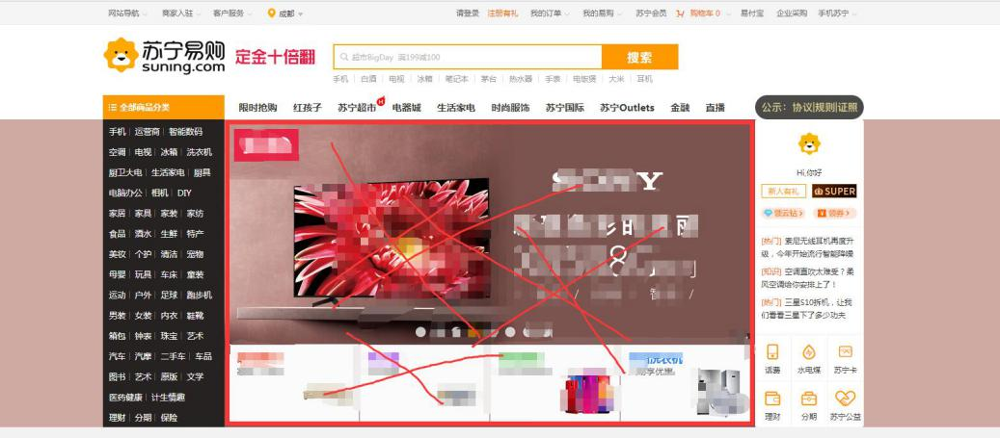 网站导航 商家入驻 客户服务 成都 请登录 注册有礼 我的订单 我的易购 苏宁会员 购物车 0 易付宝 企业采购 手机苏宁
苏宁易购
suning.com
定金十倍翻
超市BigDay 满199减100
搜索
手机 | 白酒 | 电视 | 冰箱 | 笔记本 | 茅台 | 热水器 | 手表 | 电饭煲 | 大米 | 耳机
全部商品分类 限时抢购 红孩子 苏宁超市 电器城 生活家电 时尚服饰 苏宁国际 苏宁Outlets 金融 直播
公示: 协议|规则|证照
手机 | 运营商 | 智能数码
空调 | 电视 | 冰箱 | 洗衣机
厨卫大电 | 生活家电 | 厨具
电脑办公 | 相机 | DIY
家居 | 家具 | 家装 | 家纺
食品 | 酒水 | 生鲜 | 特产
美妆 | 个护 | 清洁 | 宠物
母婴 | 玩具 | 车床 | 童装
运动 | 户外 | 足球 | 跑步机
男装 | 女装 | 内衣 | 鞋靴
箱包 | 钟表 | 珠宝 | 艺术
汽车 | 汽摩 | 二手车 | 车品
图书 | 艺术 | 原版 | 文学
医药健康 | 计生情趣
理财 | 分期 | 保险
洗衣机
Hi,你好
新人有礼 SUPER
领云钻> 领券>
[热门] 索尼无线耳机再度升
级，今年开始流行智能降噪
[知识] 空调直吹太难受？柔
风空调给你安排上了！
[热门] 三星S10拆机，让我
们看看三星下了多少功夫
话费 水电煤 苏宁卡
理财 分期 苏宁公益